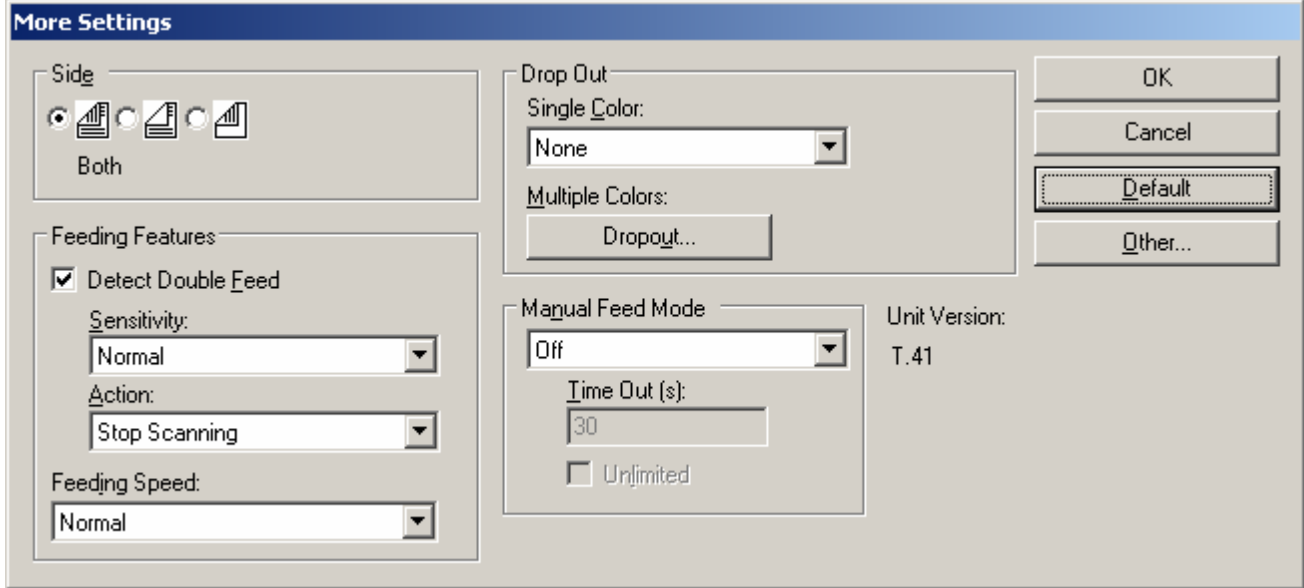 More Settings
Side
Both
Feeding Features
Detect Double Feed
Sensitivity:
Normal
Action:
Stop Scanning
Feeding Speed:
Normal
Drop Out
Single Color:
None
Multiple Colors:
Dropout...
Manual Feed Mode
Off
Time Out (s):
30
Unlimited
OK
Cancel
Default
Other...
Unit Version:
T.41